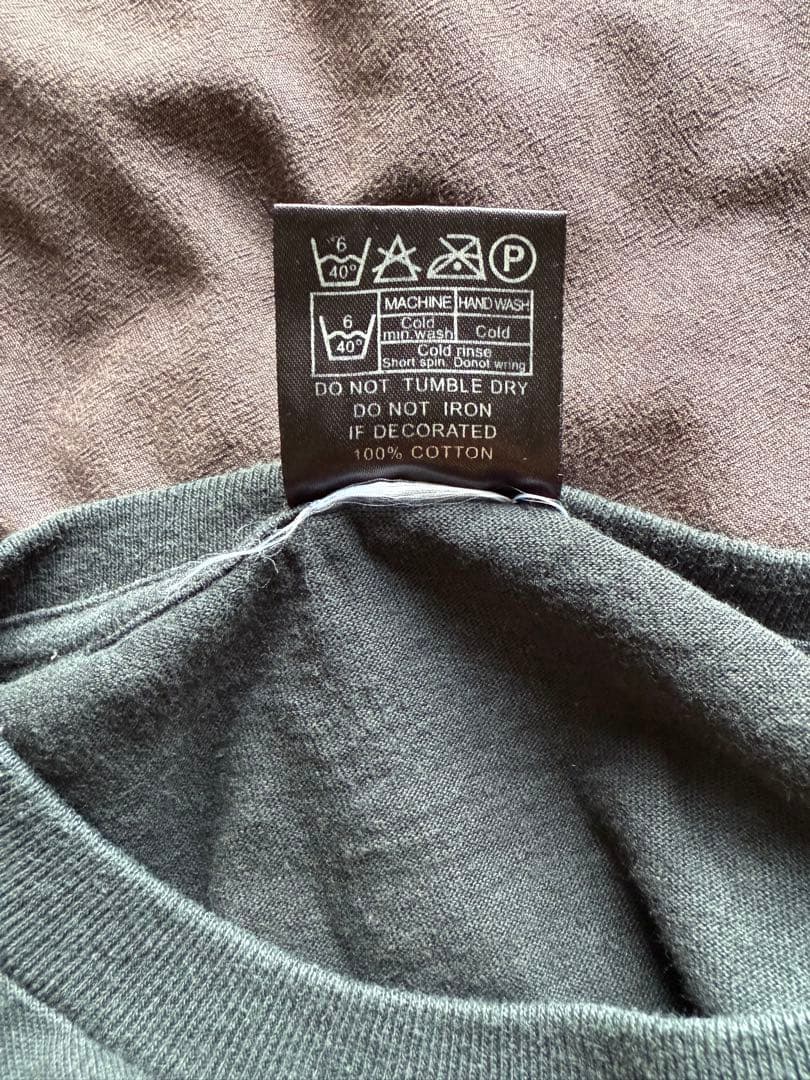 6 40° P
MACHINE HAND WASH
6 Cold Cold
40° min.wash
Cold rinse
Short spin. Donot wring
DO NOT TUMBLE DRY
DO NOT IRON
IF DECORATED
100% COTTON